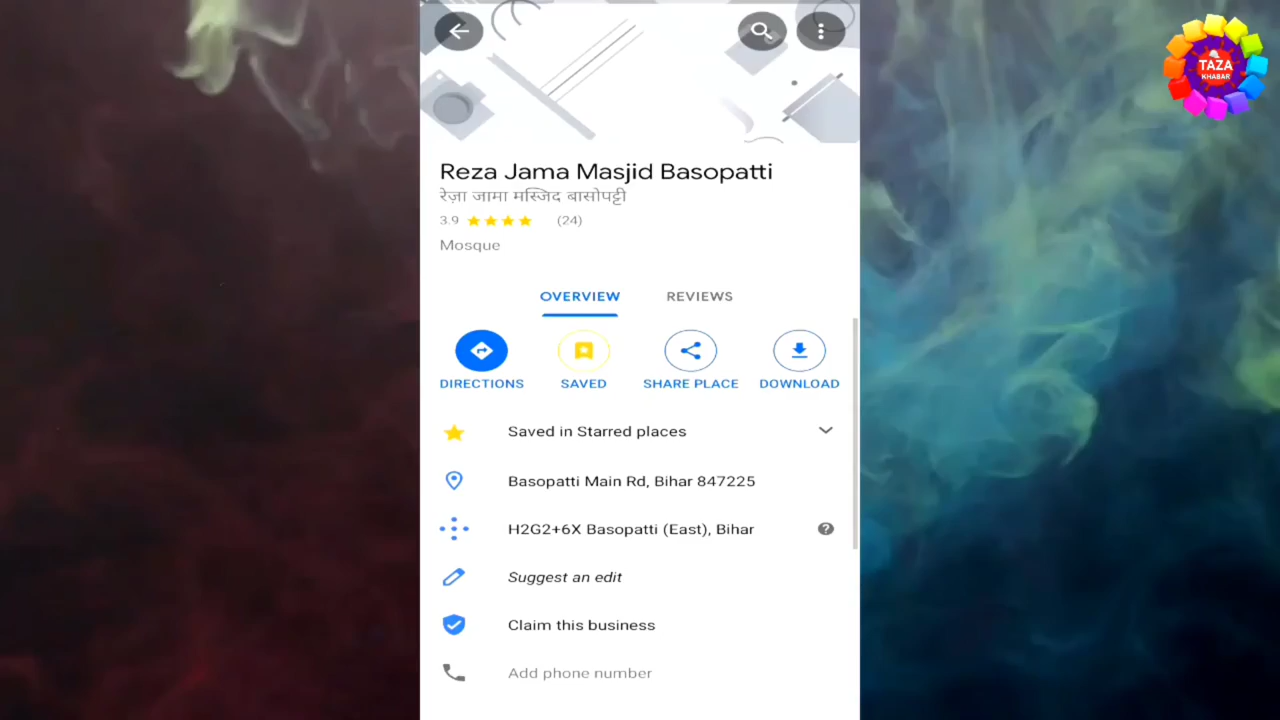 TAZA
KHABAR
Reza Jama Masjid Basopatti
रेज़ा जामा मस्जिद बासोपट्टी
3.9 (24)
Mosque
OVERVIEW REVIEWS
DIRECTIONS SAVED SHARE PLACE DOWNLOAD
Saved in Starred places
Basopatti Main Rd, Bihar 847225
H2G2+6X Basopatti (East), Bihar
Suggest an edit
Claim this business
Add phone number